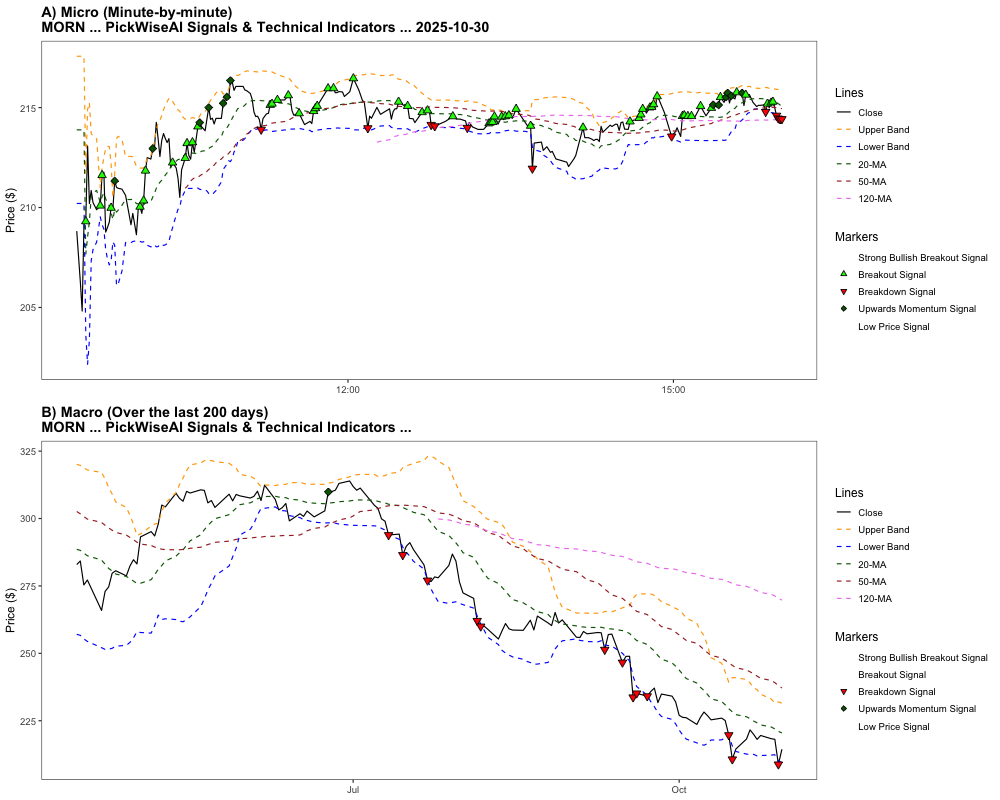 A) Micro (Minute-by-minute)
MORN ... PickWiseAI Signals & Technical Indicators ... 2025-10-30
Price ($)
215
210
205
12:00
15:00
Lines
Close
Upper Band
Lower Band
20-MA
50-MA
120-MA
Markers
Strong Bullish Breakout Signal
Breakout Signal
Breakdown Signal
Upwards Momentum Signal
Low Price Signal
B) Macro (Over the last 200 days)
MORN ... PickWiseAI Signals & Technical Indicators ...
Price ($)
325
300
275
250
225
Jul
Oct
Lines
Close
Upper Band
Lower Band
20-MA
50-MA
120-MA
Markers
Strong Bullish Breakout Signal
Breakout Signal
Breakdown Signal
Upwards Momentum Signal
Low Price Signal